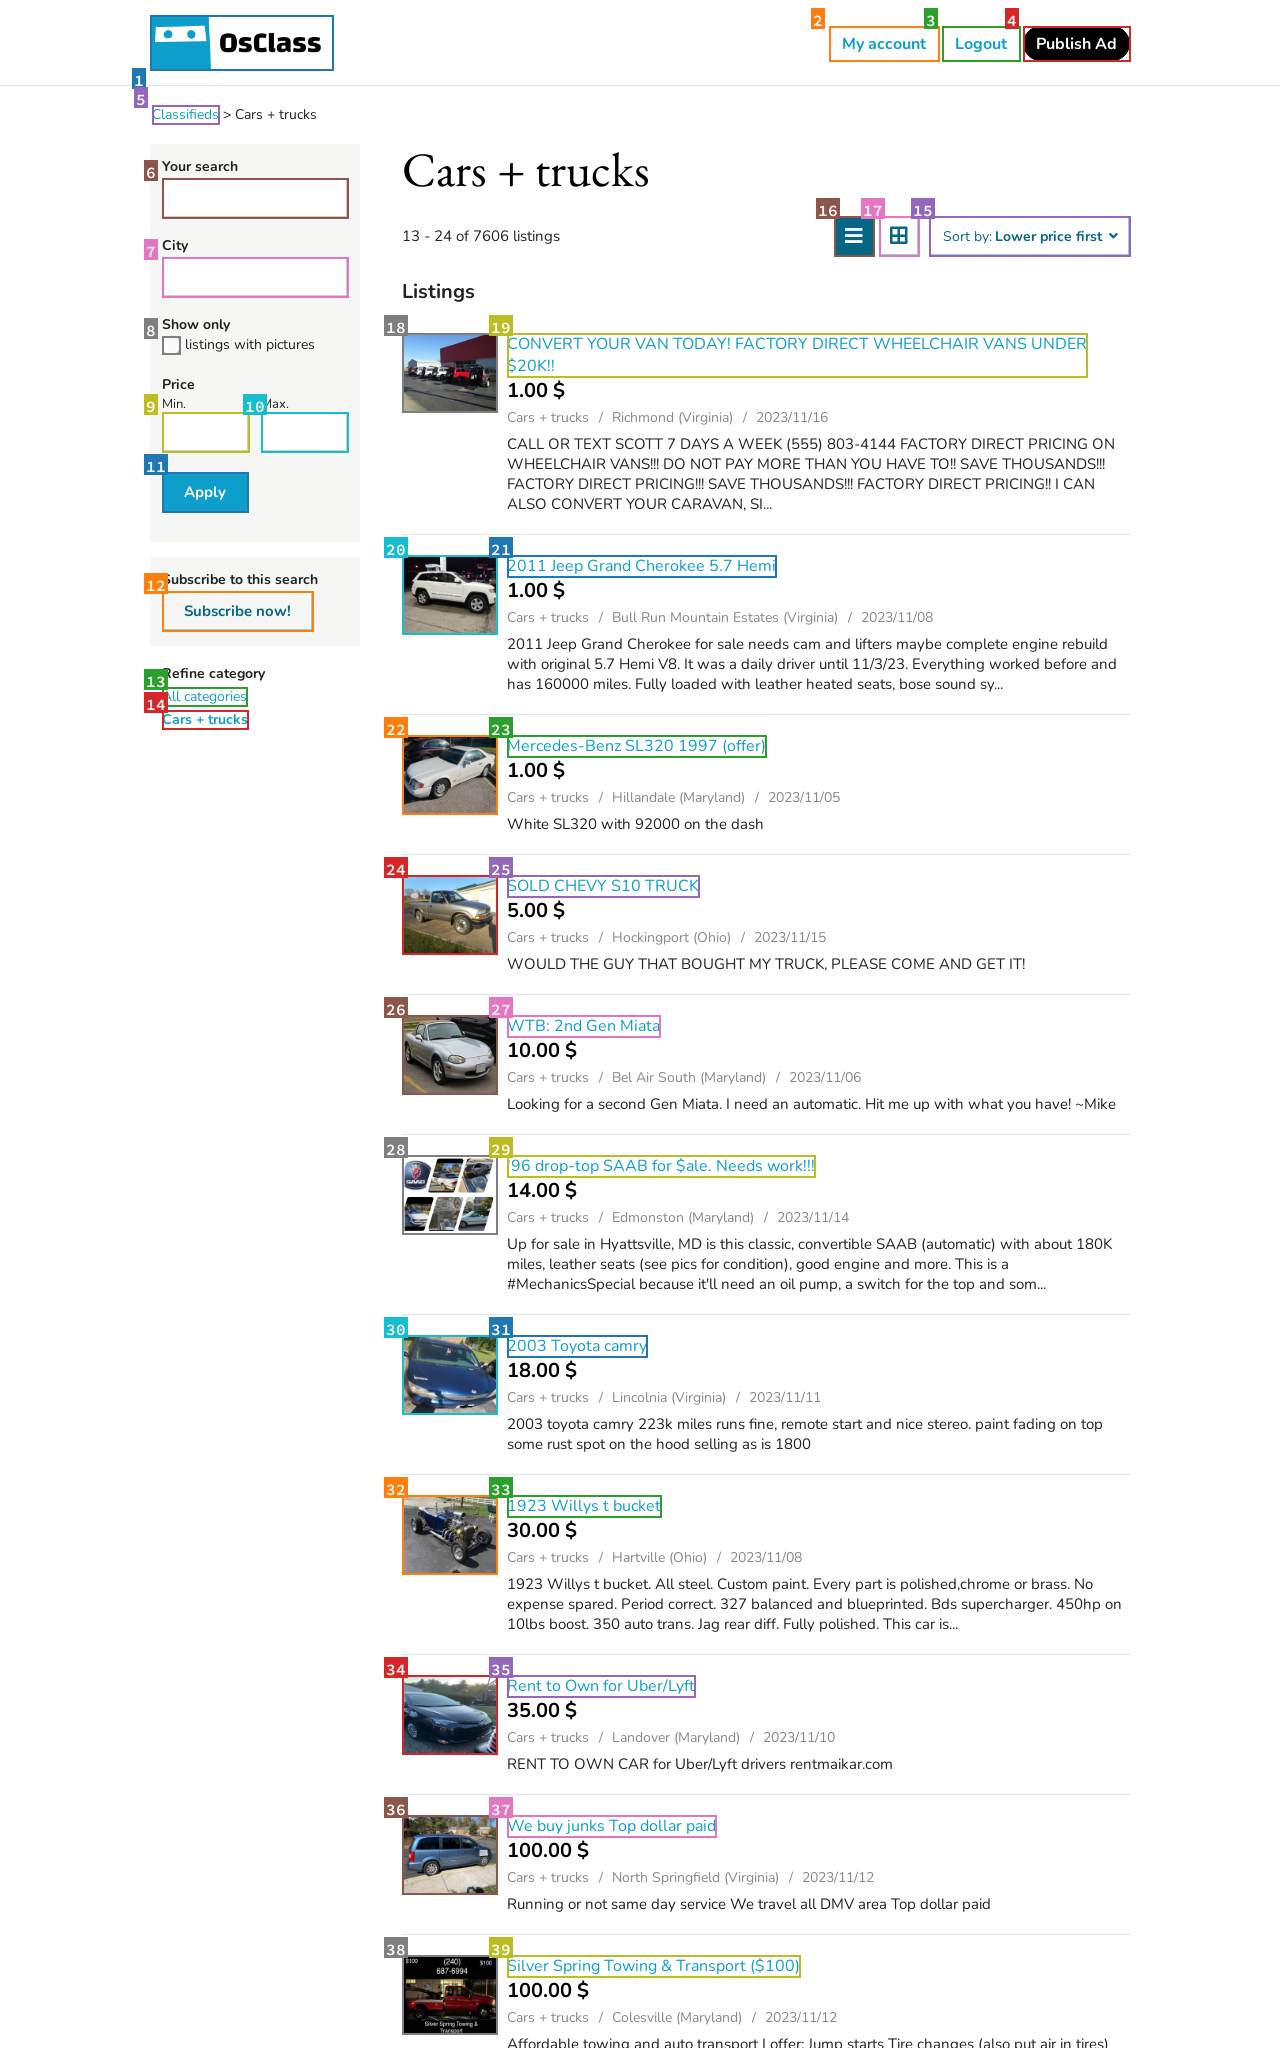 OsClass
1
2
My account
3
Logout
4
Publish Ad
5
Classifieds > Cars + trucks
6
Your search
7
City
8
Show only
listings with pictures
Price
9
Min.
10
Max.
11
Apply
12
Subscribe to this search
Subscribe now!
Refine category
13
All categories
14
Cars + trucks
Cars + trucks
13 - 24 of 7606 listings
16
17
15
Sort by: Lower price first
Listings
18
19
CONVERT YOUR VAN TODAY! FACTORY DIRECT WHEELCHAIR VANS UNDER
$20K!!
1.00 $
Cars + trucks / Richmond (Virginia) / 2023/11/16
CALL OR TEXT SCOTT 7 DAYS A WEEK (555) 803-4144 FACTORY DIRECT PRICING ON
WHEELCHAIR VANS!!! DO NOT PAY MORE THAN YOU HAVE TO!! SAVE THOUSANDS!!!
FACTORY DIRECT PRICING!!! SAVE THOUSANDS!!! FACTORY DIRECT PRICING!! I CAN
ALSO CONVERT YOUR CARAVAN, SI...
20
21
2011 Jeep Grand Cherokee 5.7 Hemi
1.00 $
Cars + trucks / Bull Run Mountain Estates (Virginia) / 2023/11/08
2011 Jeep Grand Cherokee for sale needs cam and lifters maybe complete engine rebuild
with original 5.7 Hemi V8. It was a daily driver until 11/3/23. Everything worked before and
has 160000 miles. Fully loaded with leather heated seats, bose sound sy...
22
23
Mercedes-Benz SL320 1997 (offer)
1.00 $
Cars + trucks / Hillandale (Maryland) / 2023/11/05
White SL320 with 92000 on the dash
24
25
SOLD CHEVY S10 TRUCK
5.00 $
Cars + trucks / Hockingport (Ohio) / 2023/11/15
WOULD THE GUY THAT BOUGHT MY TRUCK, PLEASE COME AND GET IT!
26
27
WTB: 2nd Gen Miata
10.00 $
Cars + trucks / Bel Air South (Maryland) / 2023/11/06
Looking for a second Gen Miata. I need an automatic. Hit me up with what you have! ~Mike
28
29
SAAB
'96 drop-top SAAB for $ale. Needs work!!!
14.00 $
Cars + trucks / Edmonston (Maryland) / 2023/11/14
Up for sale in Hyattsville, MD is this classic, convertible SAAB (automatic) with about 180K
miles, leather seats (see pics for condition), good engine and more. This is a
#MechanicsSpecial because it'll need an oil pump, a switch for the top and som...
30
31
2003 Toyota camry
18.00 $
Cars + trucks / Lincolnia (Virginia) / 2023/11/11
2003 toyota camry 223k miles runs fine, remote start and nice stereo. paint fading on top
some rust spot on the hood selling as is 1800
32
33
1923 Willys t bucket
30.00 $
Cars + trucks / Hartville (Ohio) / 2023/11/08
1923 Willys t bucket. All steel. Custom paint. Every part is polished,chrome or brass. No
expense spared. Period correct. 327 balanced and blueprinted. Bds supercharger. 450hp on
10lbs boost. 350 auto trans. Jag rear diff. Fully polished. This car is...
34
35
Rent to Own for Uber/Lyft
35.00 $
Cars + trucks / Landover (Maryland) / 2023/11/10
RENT TO OWN CAR for Uber/Lyft drivers rentmaikar.com
36
37
We buy junks Top dollar paid
100.00 $
Cars + trucks / North Springfield (Virginia) / 2023/11/12
Running or not same day service We travel all DMV area Top dollar paid
38
39
$100 (240) $100
687-6994
Silver Spring Towing &
Transport
Silver Spring Towing & Transport ($100)
100.00 $
Cars + trucks / Colesville (Maryland) / 2023/11/12
Affordable towing and auto transport I offer: Jump starts Tire changes (also put air in tires)